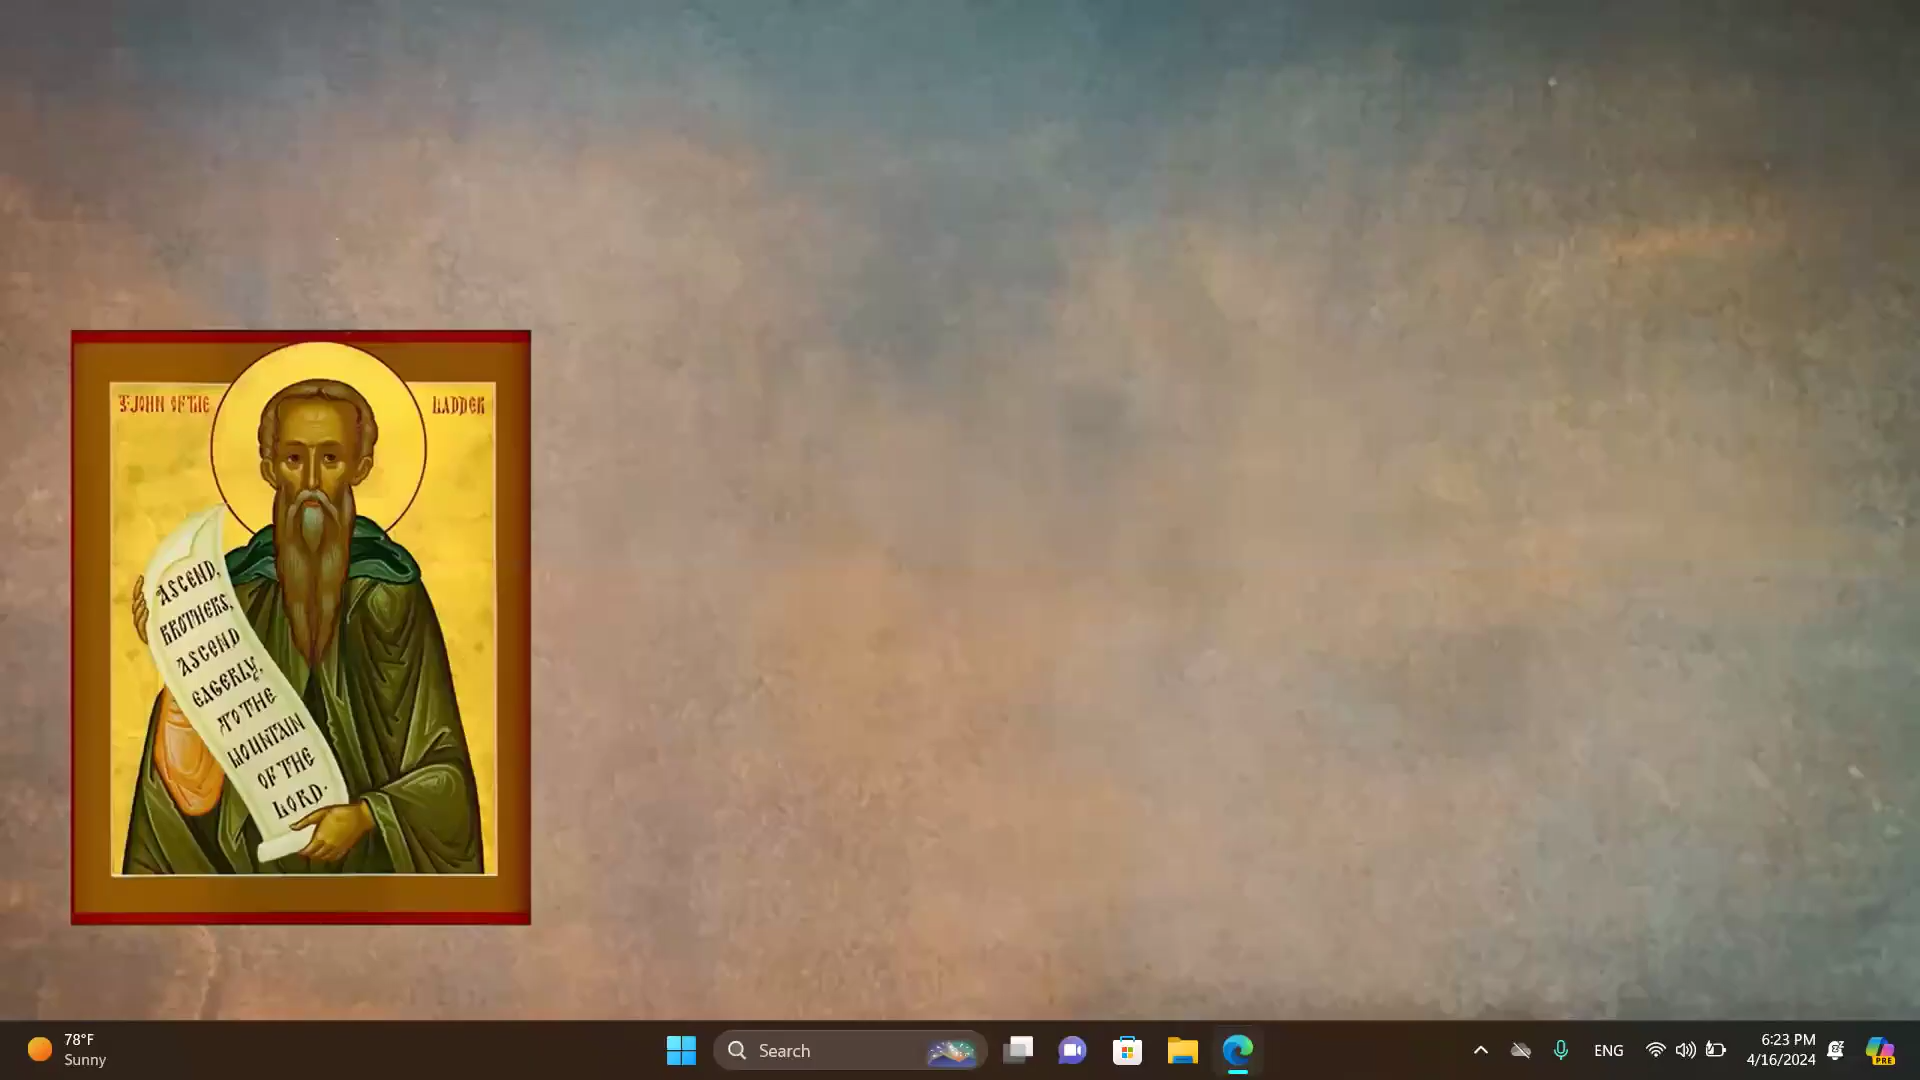 ST JOHN OF THE LADDER
ASCEND,
BROTHERS,
ASCEND
EAGERLY,
TO THE
MOUNTAIN
OF THE
LORD.
78°F
Sunny
Search
ENG
6:23 PM
4/16/2024
PRE